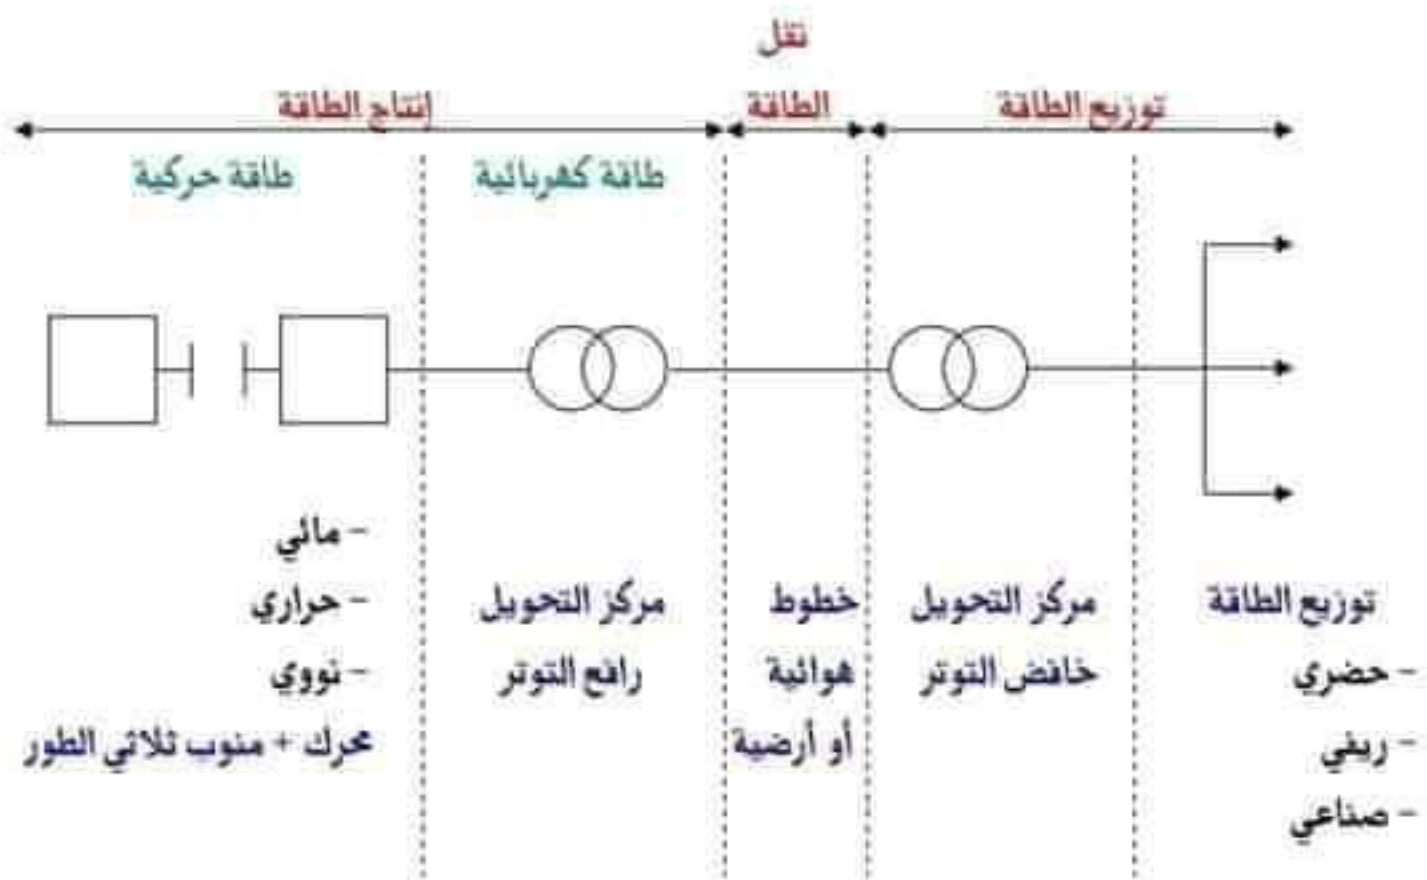 نقل
إنتاج الطاقة
الطاقة
توزيع الطاقة
طاقة حركية
طاقة كهربائية
- مائي
- حراري
- نووي
محرك + منوب ثلاثي الطور
مركز التحويل
رافع التوتر
خطوط
هوائية
أو أرضية
مركز التحويل
خافض التوتر
توزيع الطاقة
- حضري
- ريفي
- صناعي